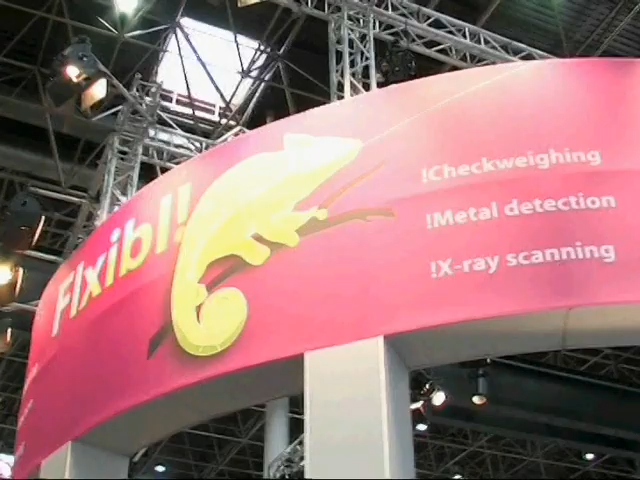 Flxibl!
!Checkweighing
!Metal detection
!X-ray scanning